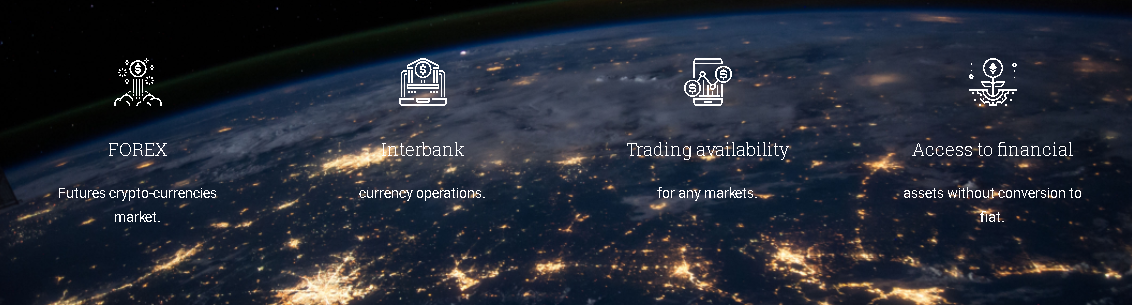 FOREX
Futures crypto-currencies
market.
Interbank
currency operations.
Trading availability
for any markets.
Access to financial
assets without conversion to
fiat.